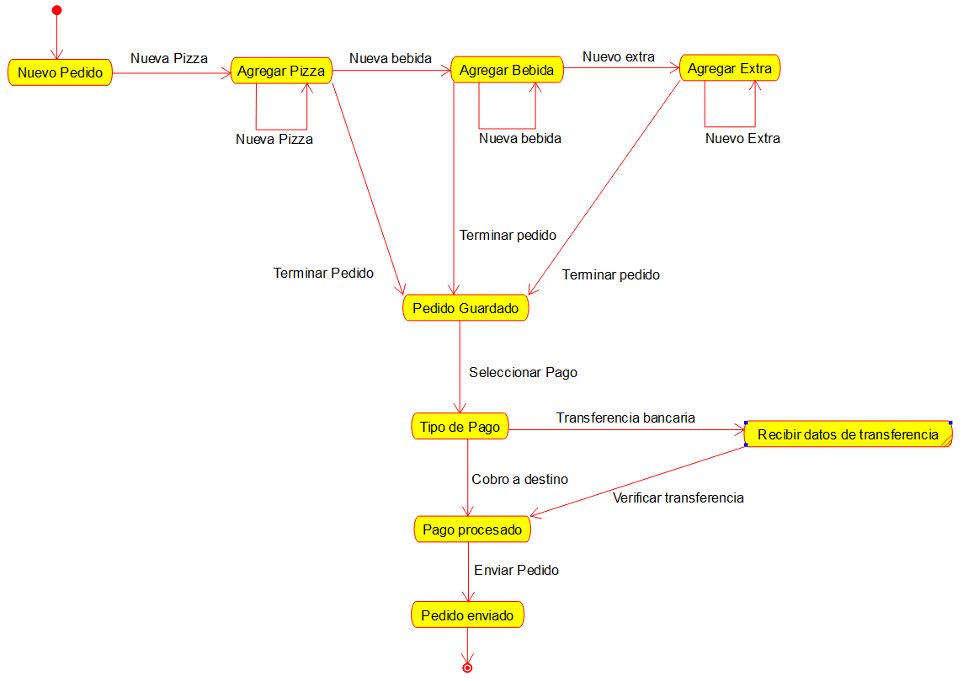 Nueva Pizza
Nueva bebida
Nuevo extra
Nuevo Pedido
Agregar Pizza
Agregar Bebida
Agregar Extra
Nueva Pizza
Nueva bebida
Nuevo Extra
Terminar pedido
Terminar Pedido
Terminar pedido
Pedido Guardado
Seleccionar Pago
Transferencia bancaria
Tipo de Pago
Recibir datos de transferencia
Cobro a destino
Verificar transferencia
Pago procesado
Enviar Pedido
Pedido enviado